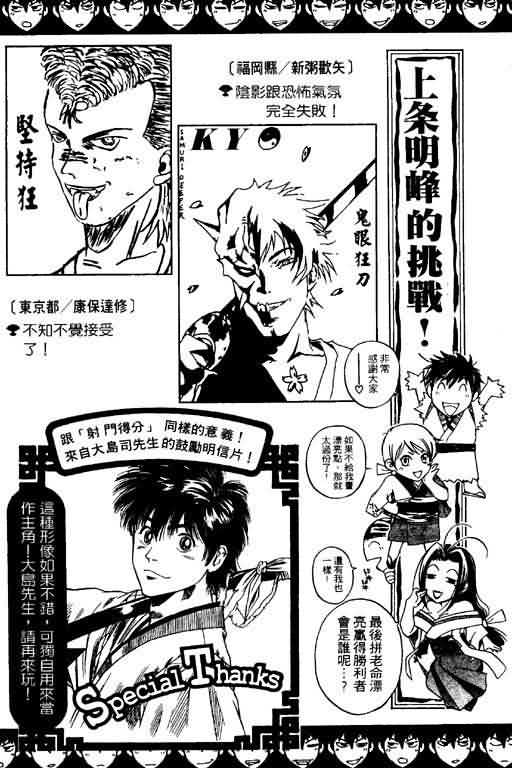 上条明峰的挑戰！
〔福岡縣／新粥歡矢〕
陰影跟恐怖氣氛
完全失敗！
SAMURAI DEEPER
KYO
鬼眼狂刀
堅持狂
〔東京都／康保達修〕
不知不覺接受
了！
非常
感謝大家
♡
如果不給我畫
漂亮點，那就
太過份了！
還有我也
一樣！
最後拼老命漂
亮贏得勝利者
會是誰呢…？
跟「射門得分」同樣的意義！
來自大島司先生的鼓勵明信片！
這種形像如果不錯，可獨自用來當
作主角！大島先生，請再來玩！
Special Thanks